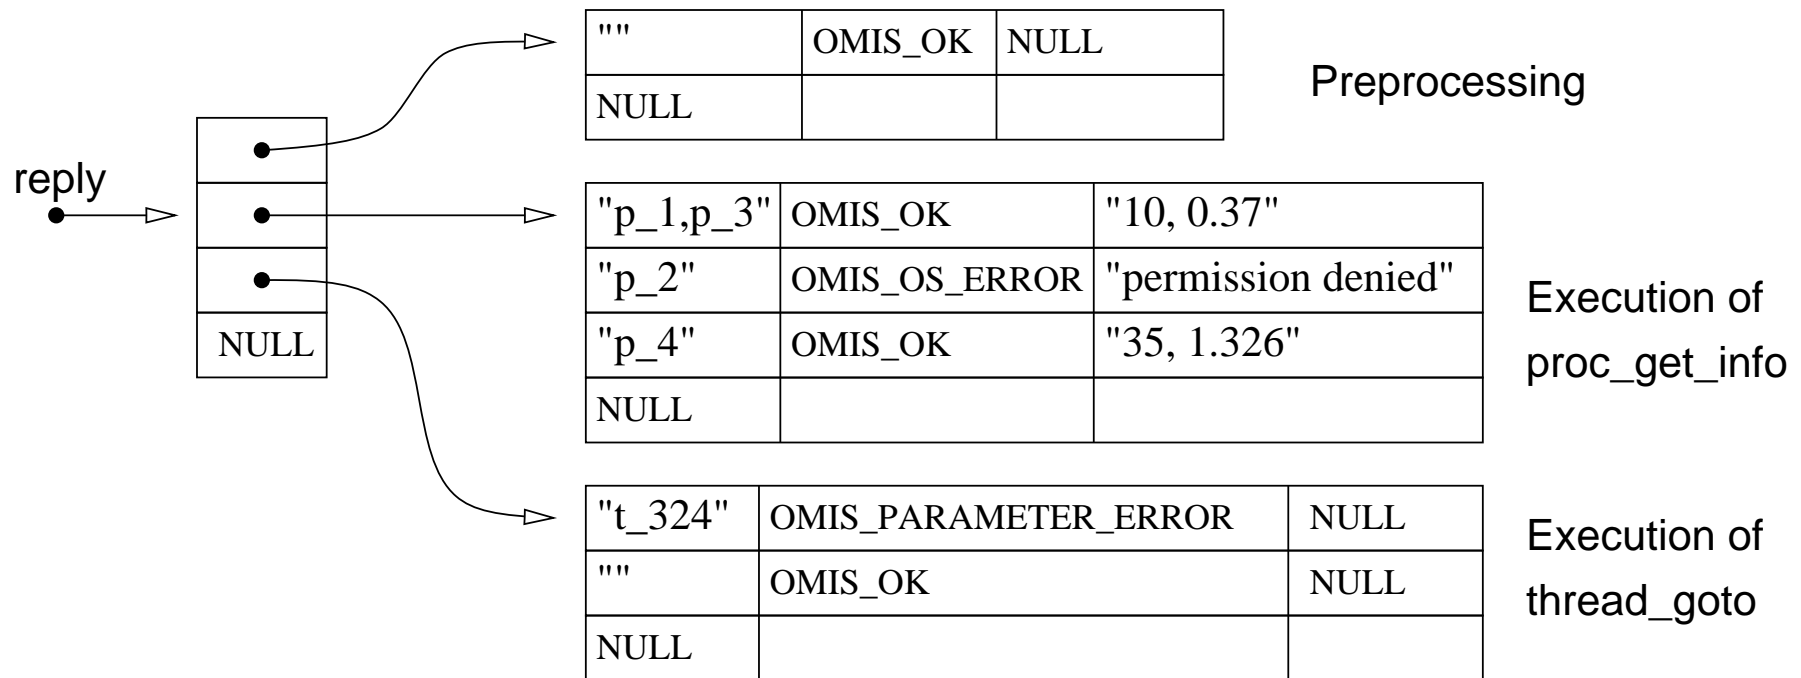 "" OMIS_OK NULL
NULL
Preprocessing
reply
NULL
"p_1,p_3" OMIS_OK "10, 0.37"
"p_2" OMIS_OS_ERROR "permission denied"
"p_4" OMIS_OK "35, 1.326"
NULL
Execution of
proc_get_info
"t_324" OMIS_PARAMETER_ERROR NULL
"" OMIS_OK NULL
NULL
Execution of
thread_goto